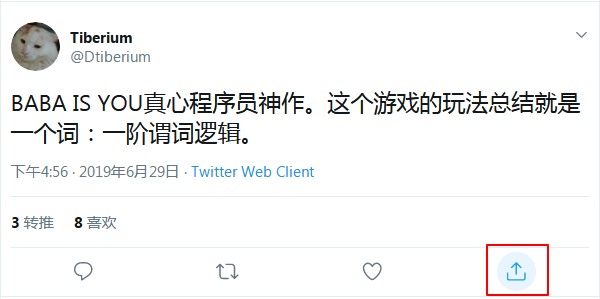 Tiberium
@Dtiberium
BABA IS YOU真心程序员神作。这个游戏的玩法总结就是
一个词：一阶谓词逻辑。
下午4:56 · 2019年6月29日 · Twitter Web Client
3 转推 8 喜欢